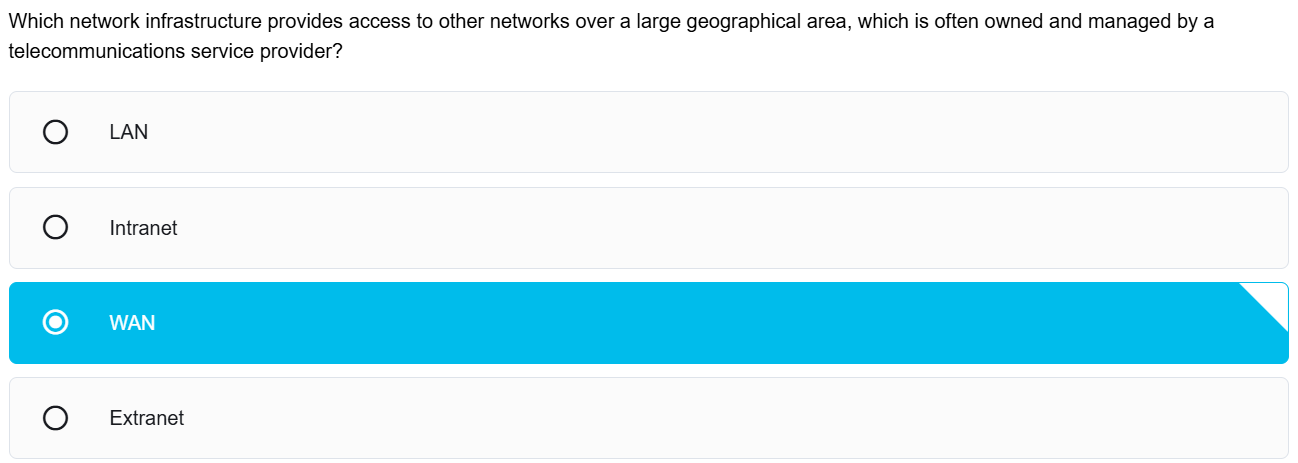 Which network infrastructure provides access to other networks over a large geographical area, which is often owned and managed by a
telecommunications service provider?
LAN
Intranet
WAN
Extranet